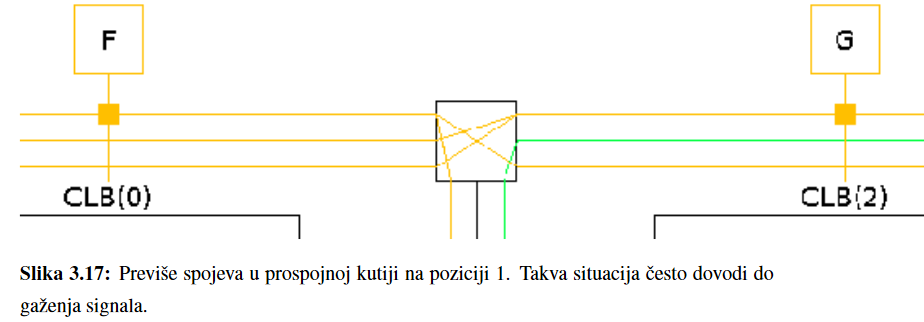 F
G
CLB(0)
CLB(2)
Slika 3.17: Previše spojeva u prospojnoj kutiji na poziciji 1. Takva situacija često dovodi do
gaženja signala.